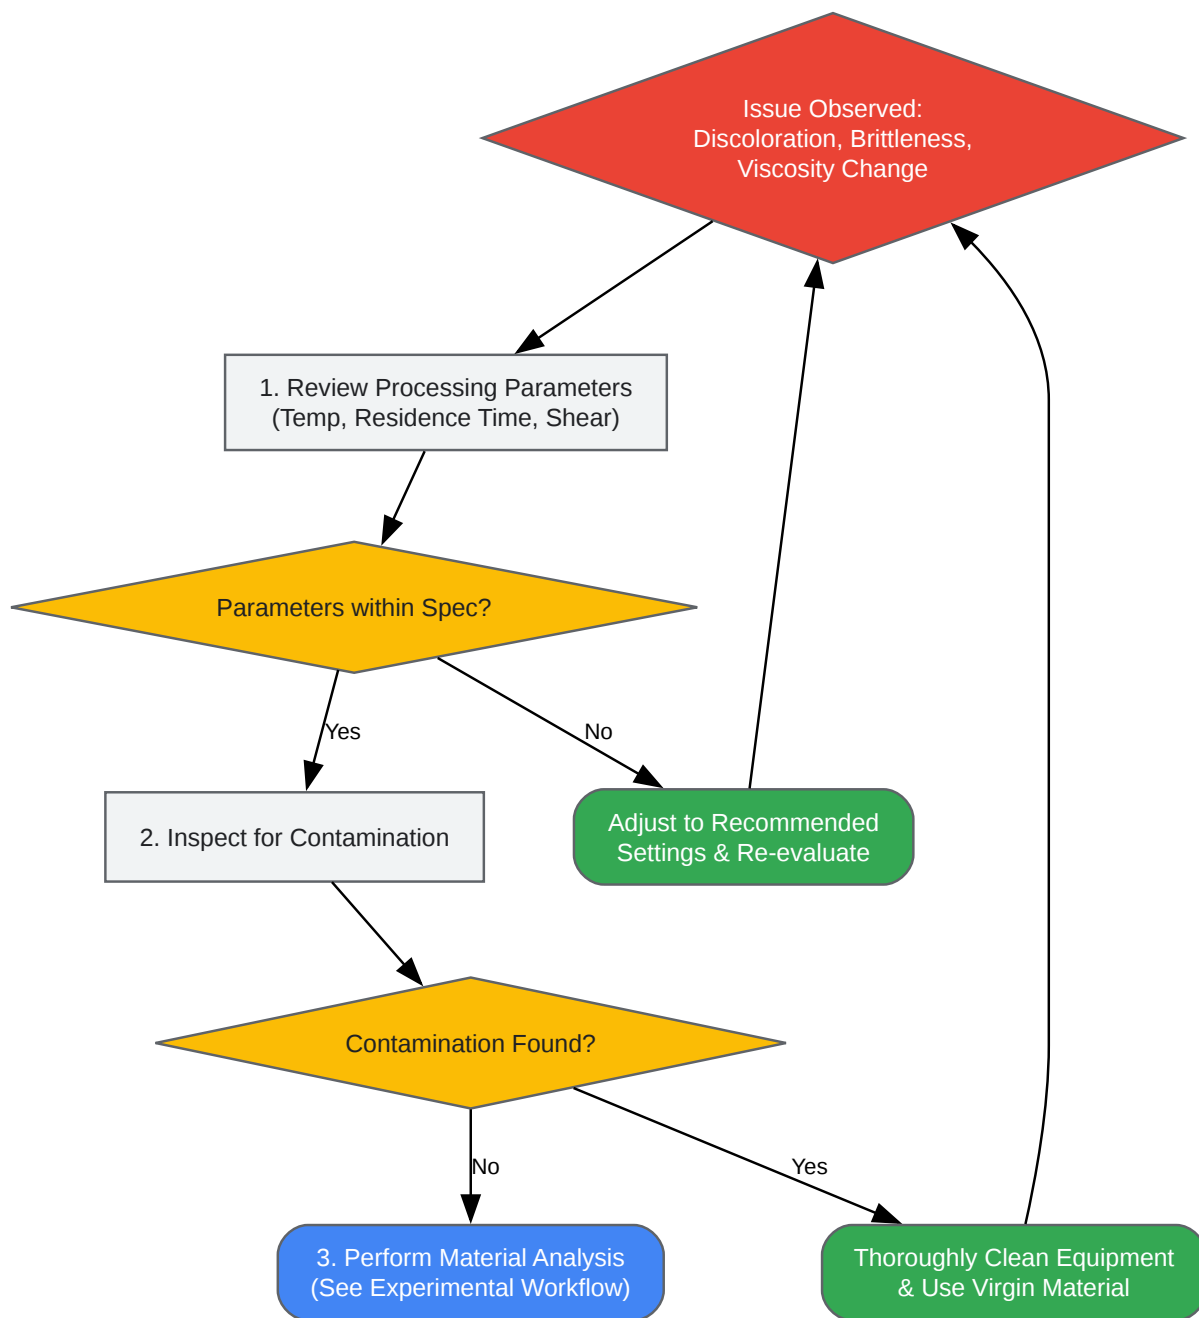 Issue Observed:
Discoloration, Brittleness,
Viscosity Change
1. Review Processing Parameters
(Temp, Residence Time, Shear)
Parameters within Spec?
Yes
No
2. Inspect for Contamination
Adjust to Recommended
Settings & Re-evaluate
Contamination Found?
No
Yes
3. Perform Material Analysis
(See Experimental Workflow)
Thoroughly Clean Equipment
& Use Virgin Material